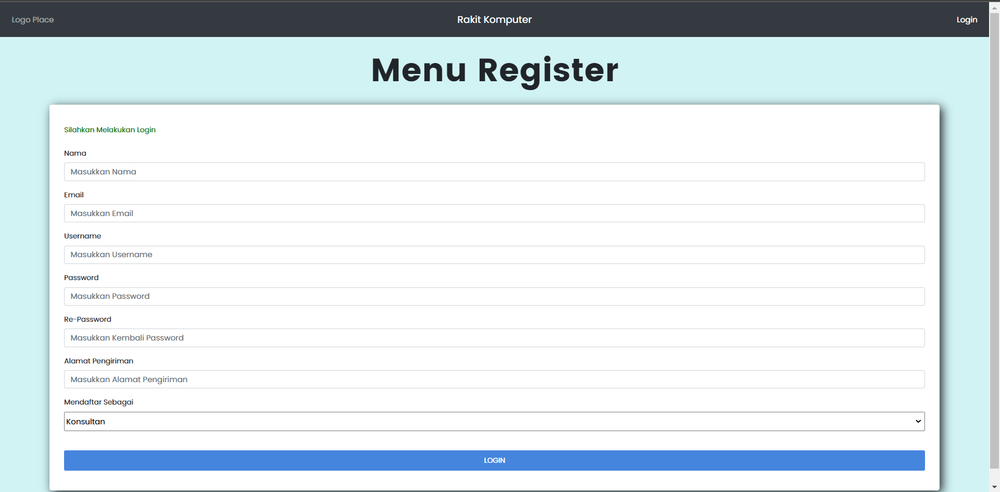 Logo Place
Rakit Komputer
Login
Menu Register
Silahkan Melakukan Login
Nama
Masukkan Nama
Email
Masukkan Email
Username
Masukkan Username
Password
Masukkan Password
Re-Password
Masukkan Kembali Password
Alamat Pengiriman
Masukkan Alamat Pengiriman
Mendaftar Sebagai
Konsultan
LOGIN